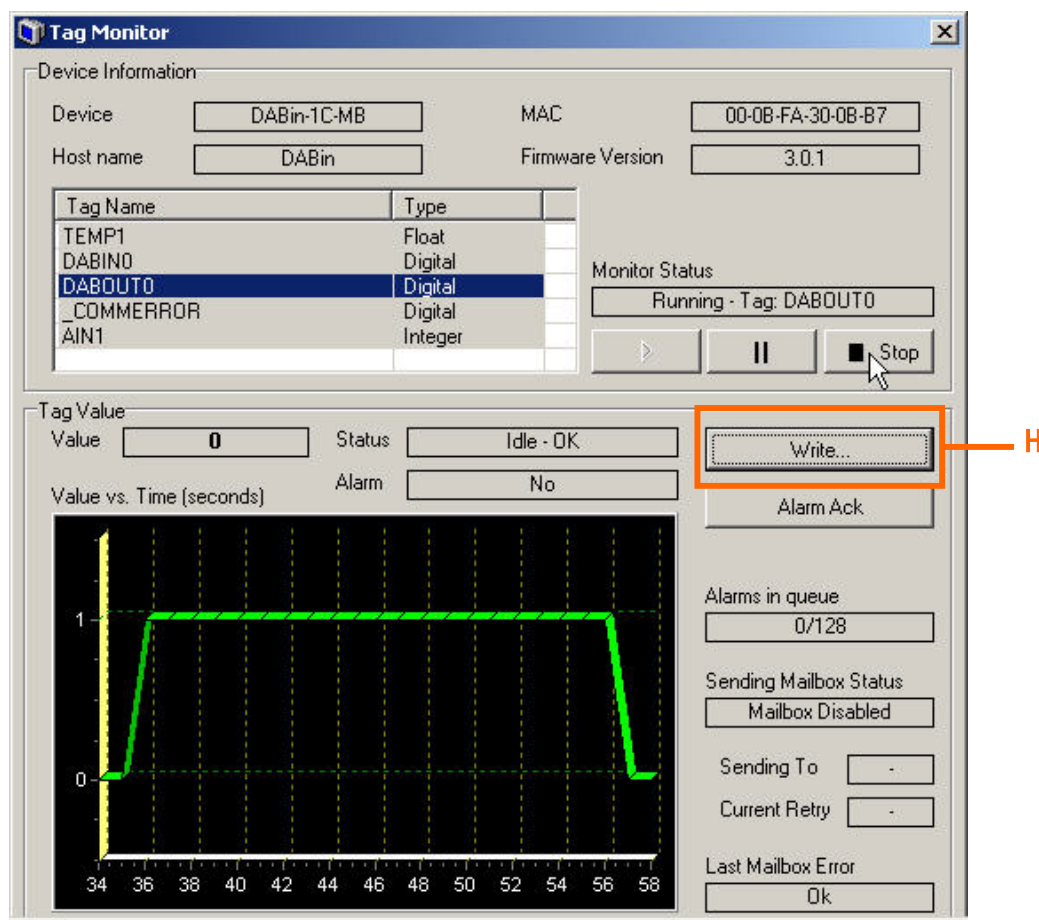 Tag Monitor
Device Information
Device DABin-1C-MB MAC 00-0B-FA-30-0B-B7
Host name DABin Firmware Version 3.0.1
Tag Name Type
TEMP1 Float
DABIN0 Digital
DABOUT0 Digital
_COMMERROR Digital
AIN1 Integer
Monitor Status
Running - Tag: DABOUT0
Stop
Tag Value
Value 0 Status Idle - OK
Alarm No
Write...
H
Alarm Ack
Value vs. Time (seconds)
1
0
34 36 38 40 42 44 46 48 50 52 54 56 58
Alarms in queue
0/128
Sending Mailbox Status
Mailbox Disabled
Sending To -
Current Retry -
Last Mailbox Error
Ok